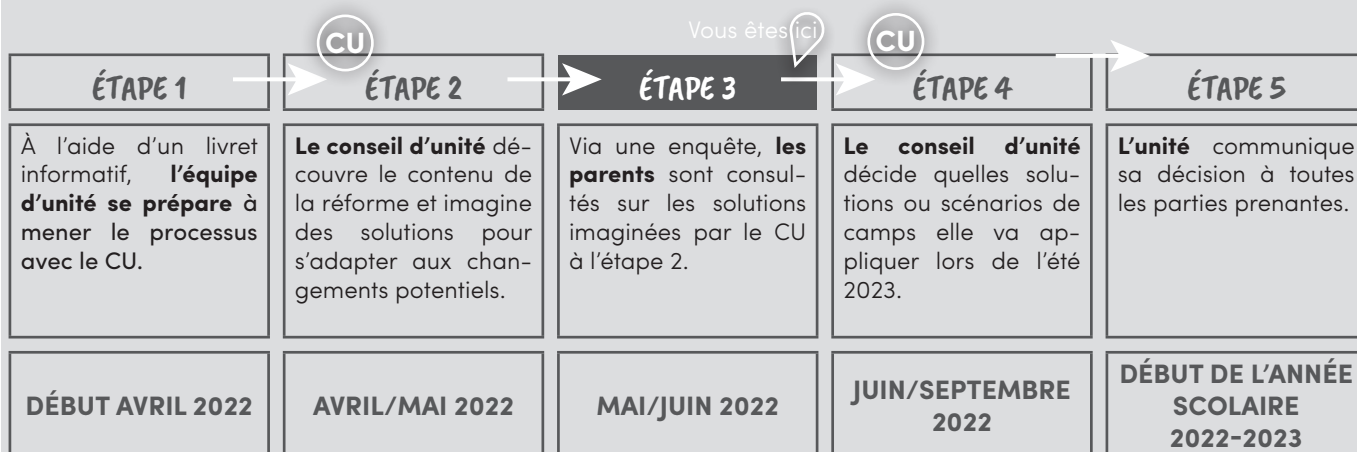 CU
Vous êtes ici
CU
ÉTAPE 1
À l'aide d'un livret
informatif, l'équipe
d'unité se prépare à
mener le processus
avec le CU.
DÉBUT AVRIL 2022
ÉTAPE 2
Le conseil d'unité dé-
couvre le contenu de
la réforme et imagine
des solutions pour
s'adapter aux chan-
gements potentiels.
AVRIL/MAI 2022
ÉTAPE 3
Via une enquête, les
parents sont consul-
tés sur les solutions
imaginées par le CU
à l'étape 2.
MAI/JUIN 2022
ÉTAPE 4
Le conseil d'unité
décide quelles solu-
tions ou scénarios de
camps elle va ap-
pliquer lors de l'été
2023.
JUIN/SEPTEMBRE
2022
ÉTAPE 5
L'unité communique
sa décision à toutes
les parties prenantes.
DÉBUT DE L'ANNÉE
SCOLAIRE
2022-2023